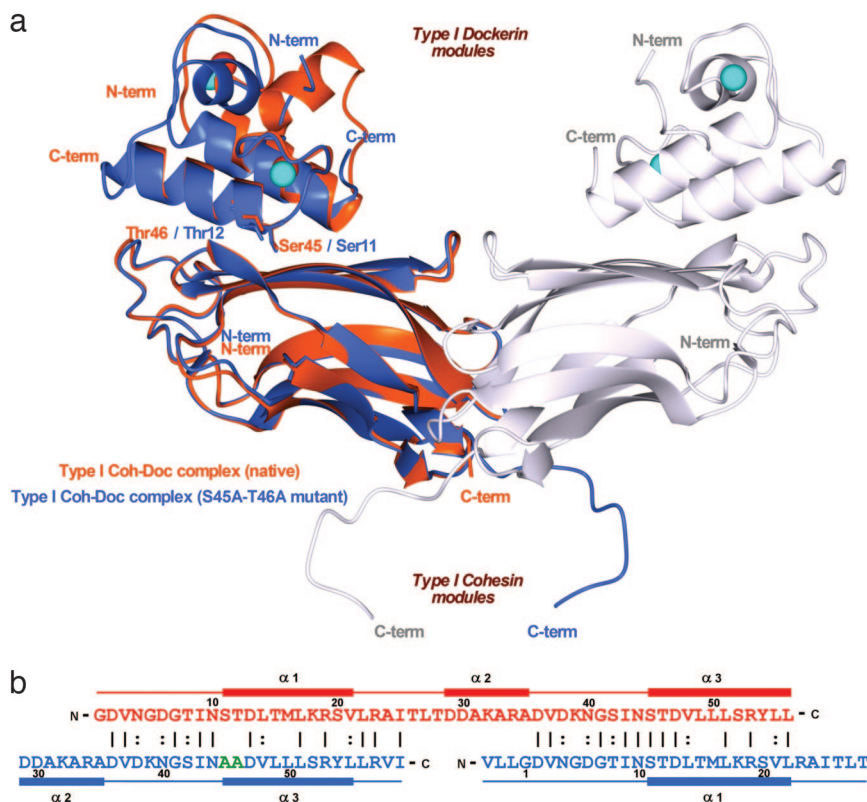 a
Type I Dockerin
modules
N-term
N-term
N-term
C-term
C-term
C-term
Thr46 / Thr12
Ser45 / Ser11
N-term
N-term
N-term
Type I Coh-Doc complex (native)
Type I Coh-Doc complex (S45A-T46A mutant)
C-term
Type I Cohesin
modules
C-term
C-term
b
α 1 α 2 α 3
10 20 30 40 50
N - GDVNGDGTINSTDLTMLKRSVLRAITLTDDAKARADVDKNGSINSTDVLLLSRYLL - C
DDAKARADVDKNGSINAADVLLLSRYLLRVI - C N - VLLGDVNGDGTINSTDLTMLKRSVLRAITLT
30 40 50 1 10 20
α 2 α 3 α 1